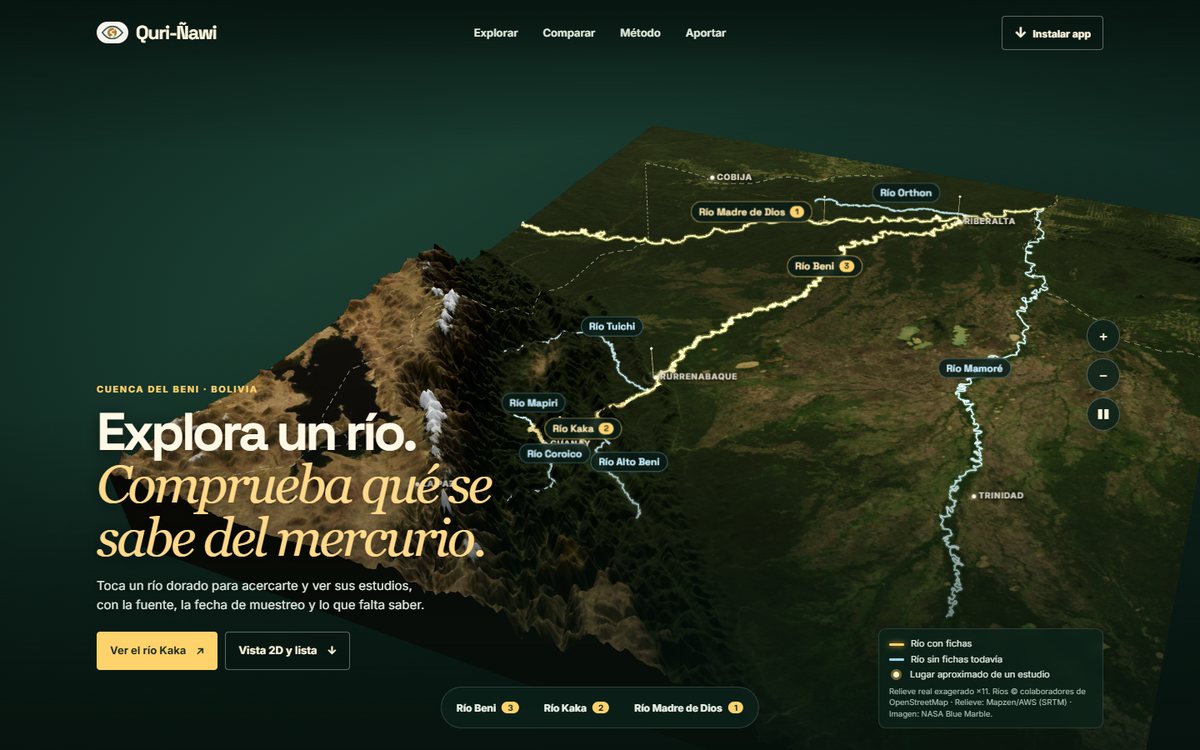 Quri-Ñawi
Explorar
Comparar
Método
Aportar
Instalar app
COBIJA
Río Orthon
Río Madre de Dios 1
RIBERALTA
Río Beni 3
Río Tuichi
RURRENABAQUE
Río Mamoré
Río Mapiri
Río Kaka 2
GUANAY
Río Coroico
Río Alto Beni
TRINIDAD
CUENCA DEL BENI · BOLIVIA
Explora un río.
Comprueba qué se
sabe del mercurio.
Toca un río dorado para acercarte y ver sus estudios,
con la fuente, la fecha de muestreo y lo que falta saber.
Ver el río Kaka ↗
Vista 2D y lista ↓
Río Beni 3
Río Kaka 2
Río Madre de Dios 1
Río con fichas
Río sin fichas todavía
Lugar aproximado de un estudio
Relieve real exagerado ×11. Ríos © colaboradores de
OpenStreetMap · Relieve: Mapzen/AWS (SRTM) ·
Imagen: NASA Blue Marble.